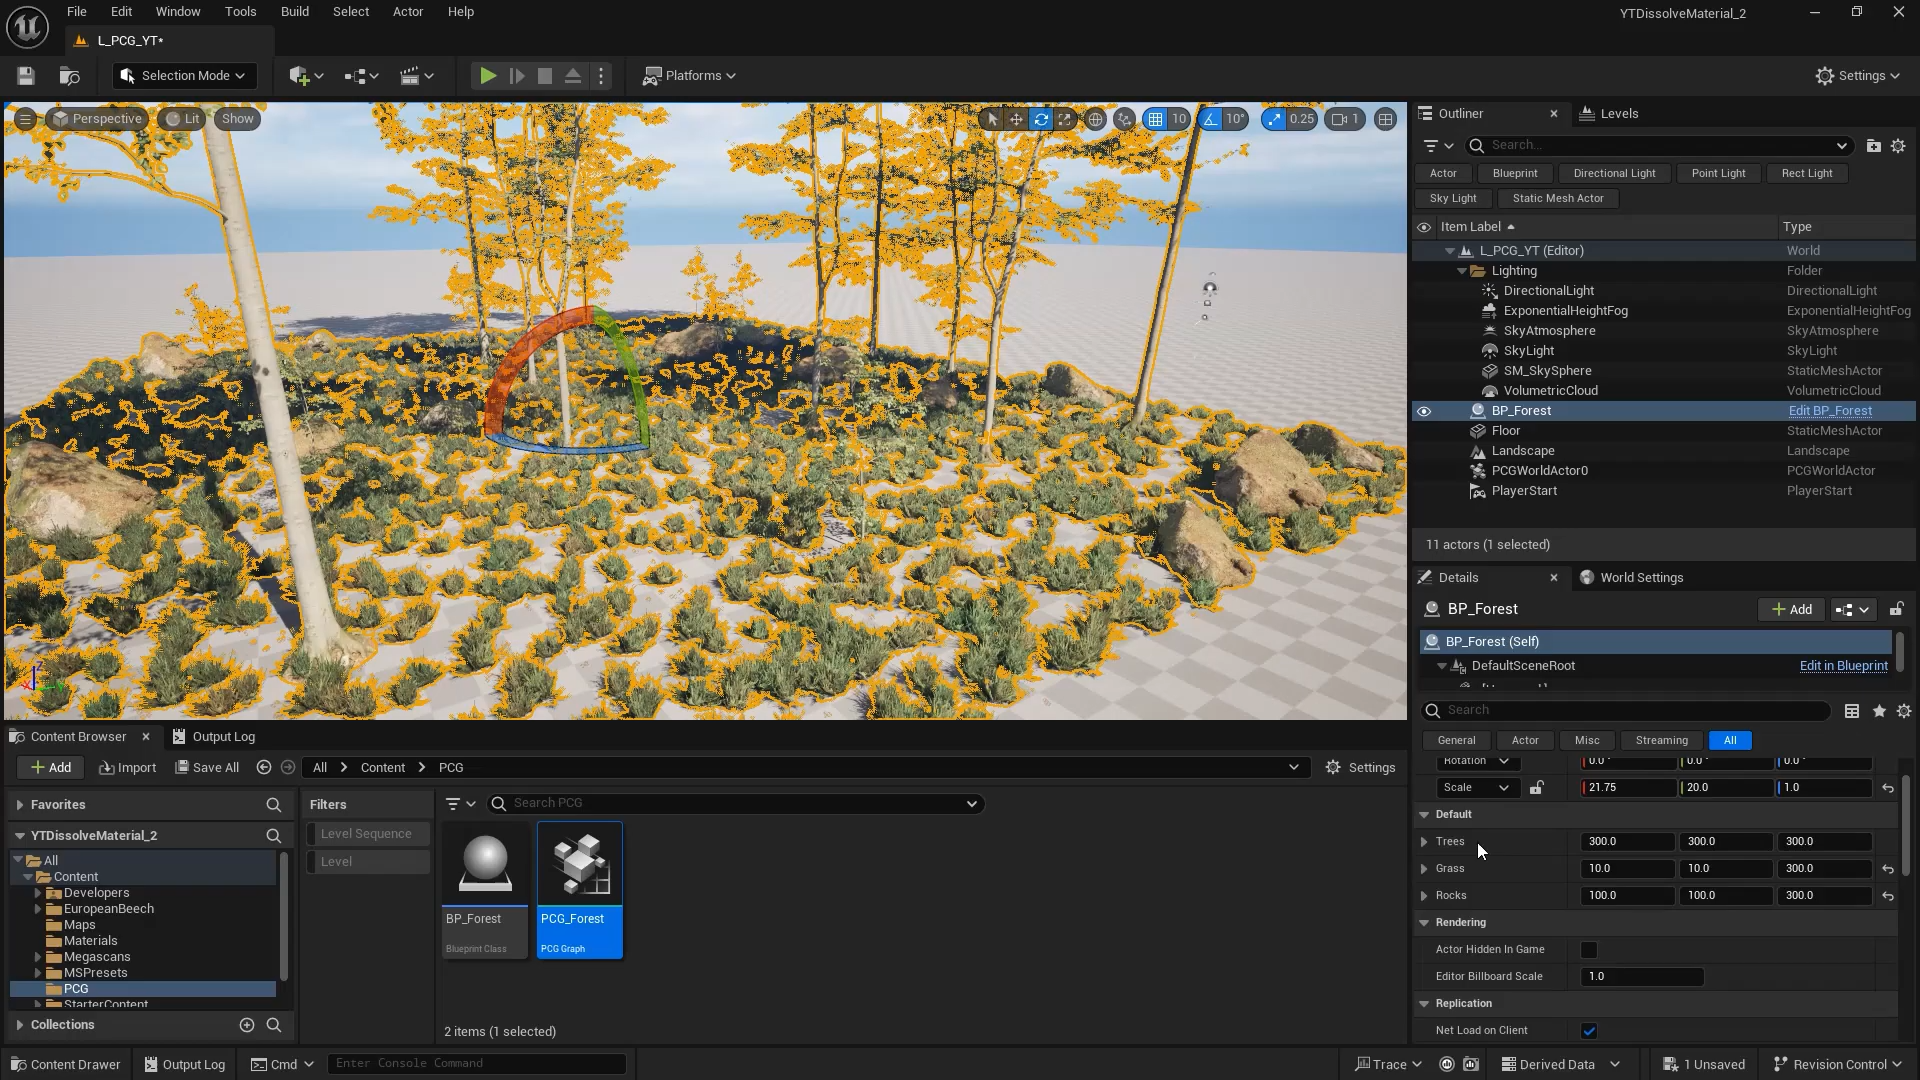 File Edit Window Tools Build Select Actor Help
YTDissolveMaterial_2
L_PCG_YT*
Selection Mode
Platforms
Settings
Perspective Lit Show
10 10° 0.25 1
Outliner
Levels
Search...
Actor Blueprint Directional Light Point Light Rect Light
Sky Light Static Mesh Actor
Item Label Type
L_PCG_YT (Editor) World
Lighting Folder
DirectionalLight DirectionalLight
ExponentialHeightFog ExponentialHeightFog
SkyAtmosphere SkyAtmosphere
SkyLight SkyLight
SM_SkySphere StaticMeshActor
VolumetricCloud VolumetricCloud
BP_Forest Edit BP_Forest
Floor StaticMeshActor
Landscape Landscape
PCGWorldActor0 PCGWorldActor
PlayerStart PlayerStart
11 actors (1 selected)
Details
World Settings
BP_Forest
Add
BP_Forest (Self)
DefaultSceneRoot Edit in Blueprint
Search
General Actor Misc Streaming All
Rotation 0.0° 0.0° 0.0°
Scale 21.75 20.0 1.0
Default
Trees 300.0 300.0 300.0
Grass 10.0 10.0 300.0
Rocks 100.0 100.0 300.0
Rendering
Actor Hidden In Game
Editor Billboard Scale 1.0
Replication
Net Load on Client
Content Browser
Output Log
Add Import Save All All Content PCG Settings
Favorites
YTDissolveMaterial_2
All
Content
Developers
EuropeanBeech
Maps
Materials
Megascans
MSPresets
PCG
StarterContent
Collections
Filters
Level Sequence
Level
Search PCG
BP_Forest
Blueprint Class
PCG_Forest
PCG Graph
2 items (1 selected)
Content Drawer Output Log Cmd Enter Console Command Trace Derived Data 1 Unsaved Revision Control